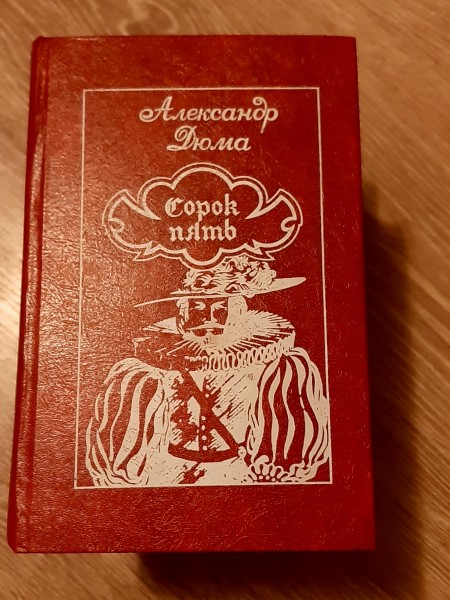 Александр
Дюма
Сорок
пять